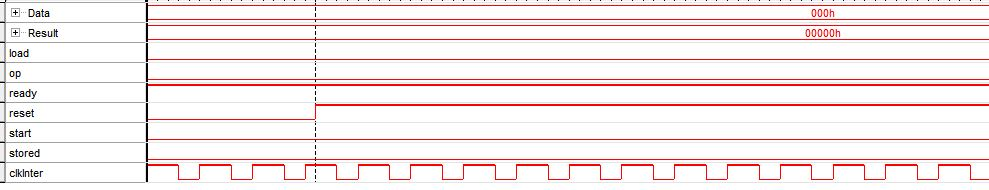 Data 000h
Result 00000h
load
op
ready
reset
start
stored
clkInter